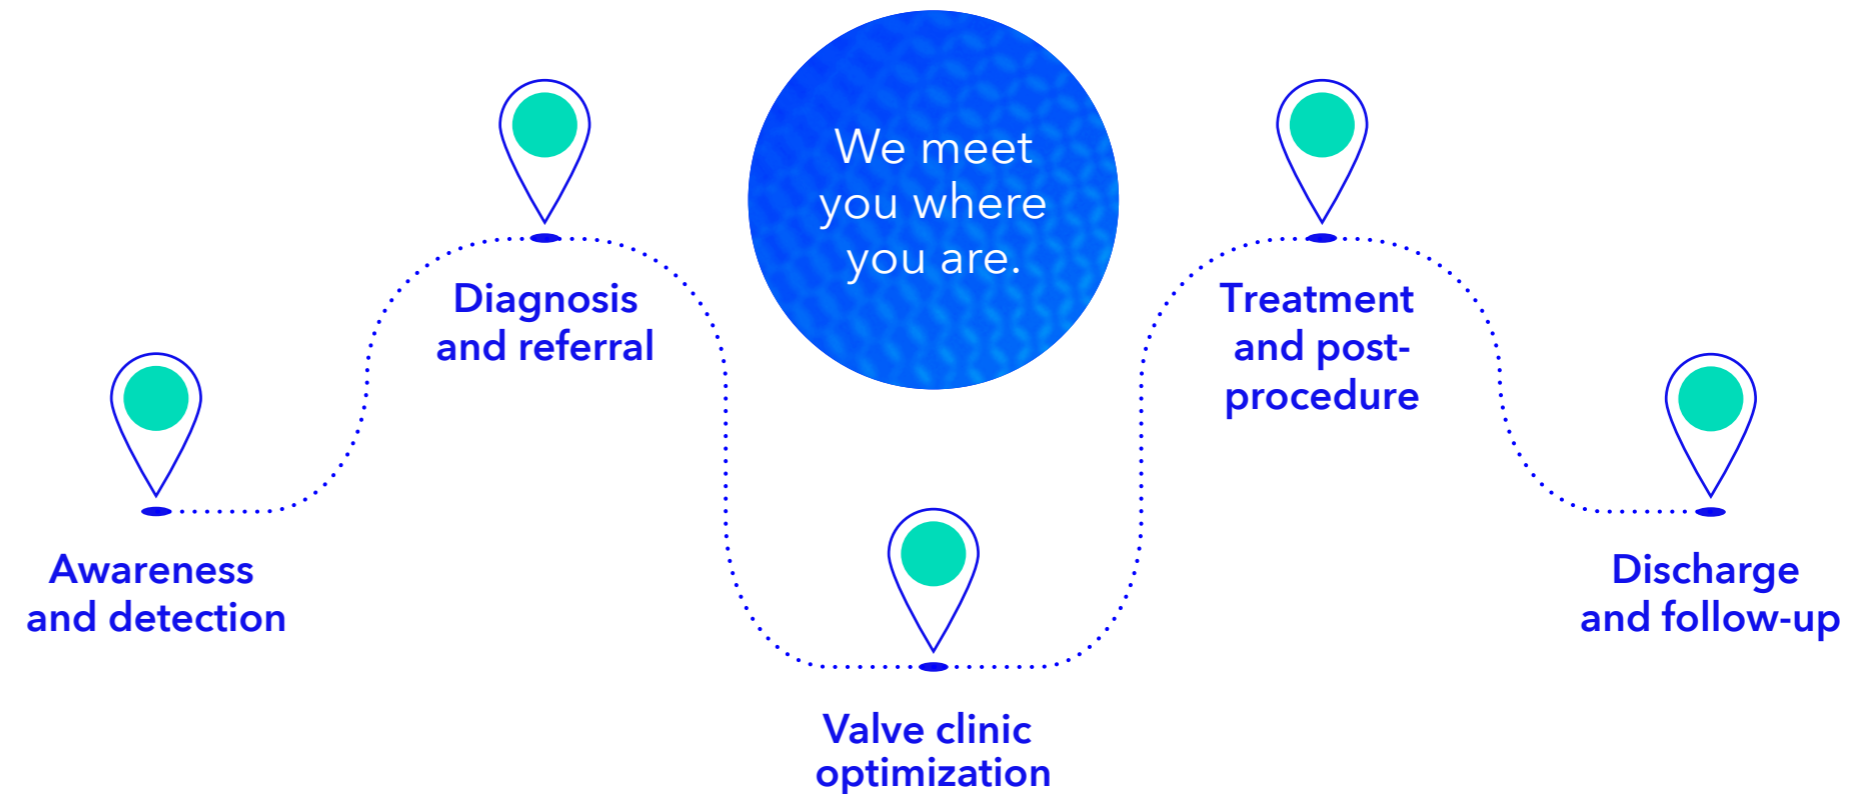 We meet
you where
you are.
Awareness
and detection
Diagnosis
and referral
Valve clinic
optimization
Treatment
and post-
procedure
Discharge
and follow-up